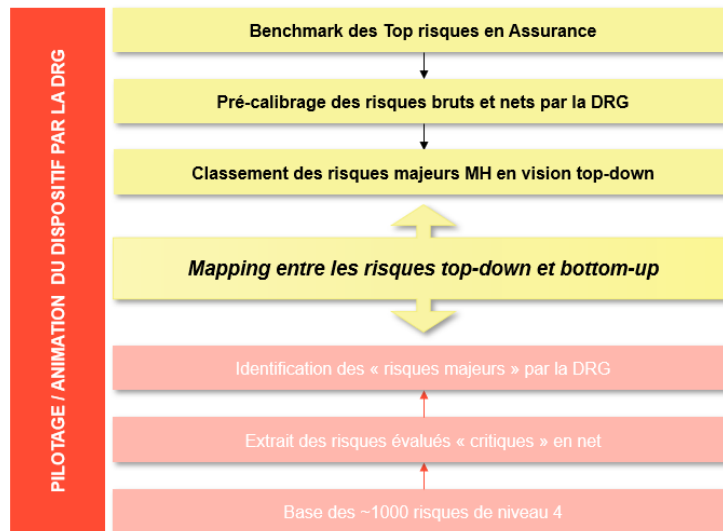 PILOTAGE / ANIMATION  DU DISPOSITIF PAR LA DRG
Benchmark des Top risques en Assurance
Pré-calibrage des risques bruts et nets par la DRG
Classement des risques majeurs MH en vision top-down
Mapping entre les risques top-down et bottom-up
Identification des « risques majeurs » par la DRG
Extrait des risques évalués « critiques » en net
Base des ~1000 risques de niveau 4